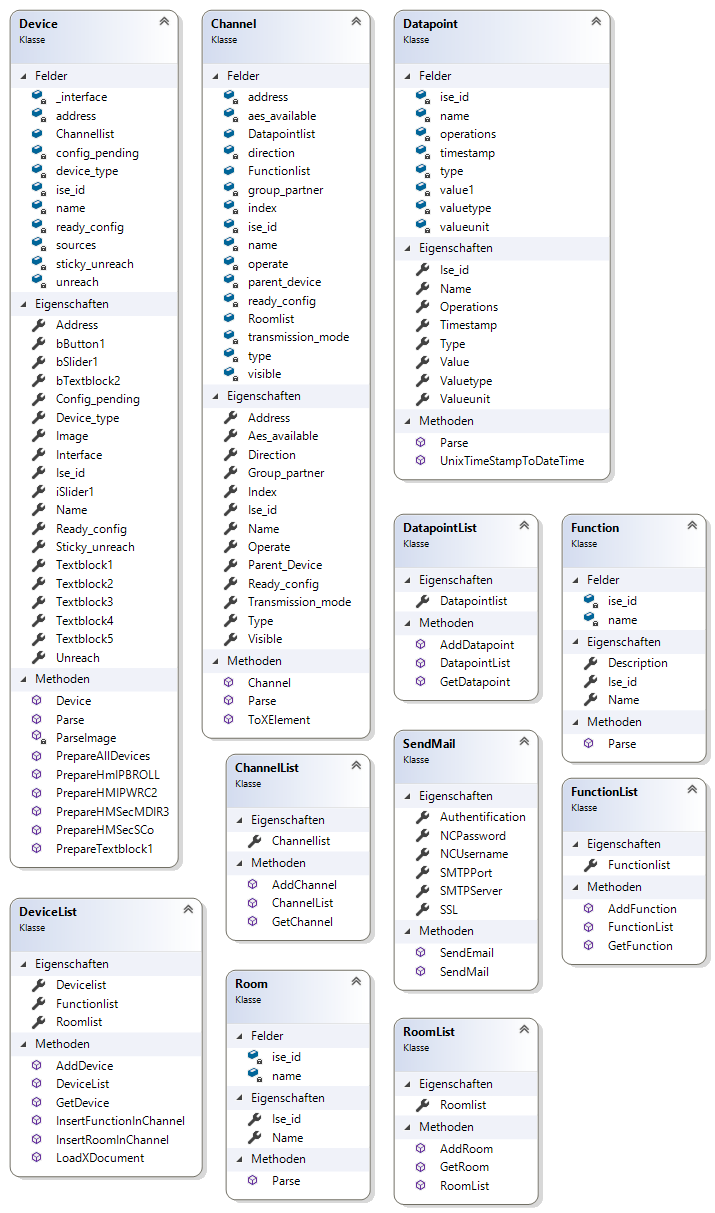 Device
Klasse
Felder
_interface
address
Channellist
config_pending
device_type
ise_id
name
ready_config
sources
sticky_unreach
unreach
Eigenschaften
Address
bButton1
bSlider1
bTextblock2
Config_pending
Device_type
Image
Interface
Ise_id
iSlider1
Name
Ready_config
Sticky_unreach
Textblock1
Textblock2
Textblock3
Textblock4
Textblock5
Unreach
Methoden
Device
Parse
ParseImage
PrepareAllDevices
PrepareHmIPBROLL
PrepareHMIPWRC2
PrepareHMSecMDIR3
PrepareHMSecSCo
PrepareTextblock1
DeviceList
Klasse
Eigenschaften
Devicelist
Functionlist
Roomlist
Methoden
AddDevice
DeviceList
GetDevice
InsertFunctionInChannel
InsertRoomInChannel
LoadXDocument
Channel
Klasse
Felder
address
aes_available
Datapointlist
direction
Functionlist
group_partner
index
ise_id
name
operate
parent_device
ready_config
Roomlist
transmission_mode
type
visible
Eigenschaften
Address
Aes_available
Direction
Group_partner
Index
Ise_id
Name
Operate
Parent_Device
Ready_config
Transmission_mode
Type
Visible
Methoden
Channel
Parse
ToXElement
ChannelList
Klasse
Eigenschaften
Channellist
Methoden
AddChannel
ChannelList
GetChannel
Room
Klasse
Felder
ise_id
name
Eigenschaften
Ise_id
Name
Methoden
Parse
Datapoint
Klasse
Felder
ise_id
name
operations
timestamp
type
value1
valuetype
valueunit
Eigenschaften
Ise_id
Name
Operations
Timestamp
Type
Value
Valuetype
Valueunit
Methoden
Parse
UnixTimeStampToDateTime
DatapointList
Klasse
Eigenschaften
Datapointlist
Methoden
AddDatapoint
DatapointList
GetDatapoint
SendMail
Klasse
Eigenschaften
Authentification
NCPassword
NCUsername
SMTPPort
SMTPServer
SSL
Methoden
SendEmail
SendMail
RoomList
Klasse
Eigenschaften
Roomlist
Methoden
AddRoom
GetRoom
RoomList
Function
Klasse
Felder
ise_id
name
Eigenschaften
Description
Ise_id
Name
Methoden
Parse
FunctionList
Klasse
Eigenschaften
Functionlist
Methoden
AddFunction
FunctionList
GetFunction